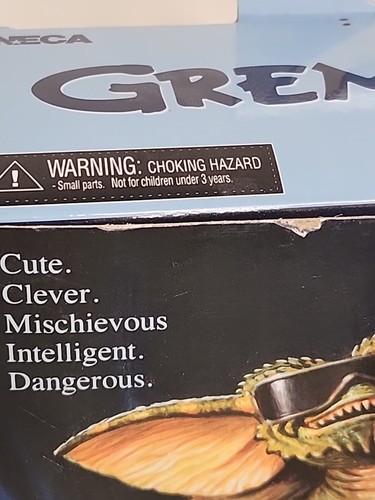 NECA
GREM
WARNING: CHOKING HAZARD
- Small parts. Not for children under 3 years.
Cute.
Clever.
Mischievous
Intelligent.
Dangerous.